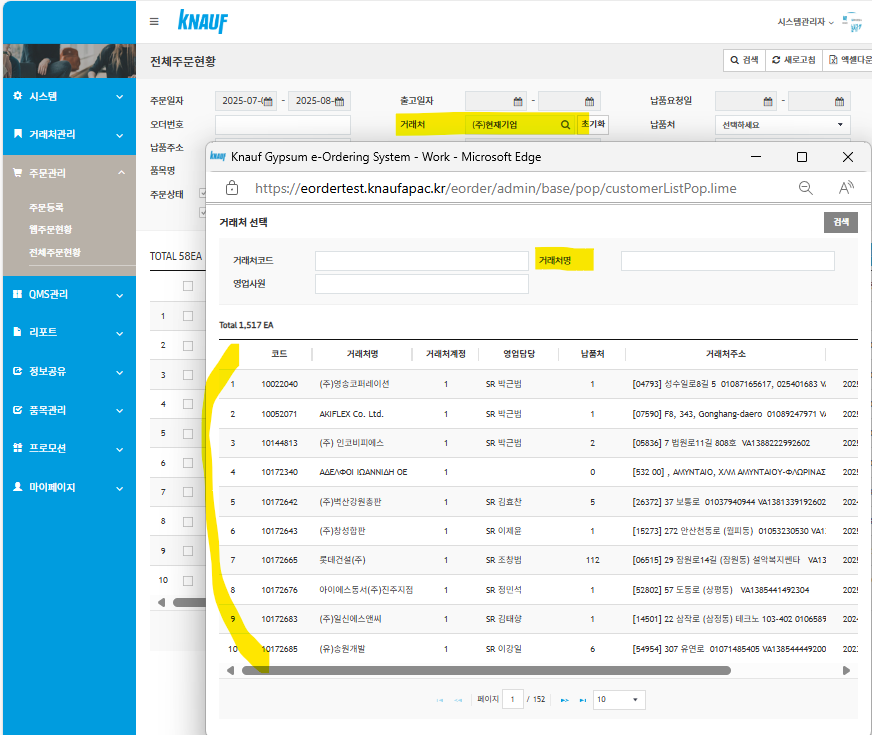 KNAUF
시스템관리자
전체주문현황
검색 새로고침 엑셀다운
시스템
거래처관리
주문관리
주문등록
웹주문현황
전체주문현황
QMS관리
리포트
정보공유
품목관리
프로모션
마이페이지
주문일자 2025-07-( - 2025-08- 출고일자 - 납품요청일 -
오더번호 거래처 (주)현재기업 초기화 납품처 선택하세요
납품주소
품목명
주문상태
TOTAL 58EA
1
2
3
4
5
6
7
8
9
10
KNAUF Knauf Gypsum e-Ordering System - Work - Microsoft Edge
https://eordertest.knaufapac.kr/eorder/admin/base/pop/customerListPop.lime
거래처 선택 검색
거래처코드 거래처명
영업사원
Total 1,517 EA
코드 거래처명 거래처계정 영업담당 납품처 거래처주소
1 10022040 (주)영송코퍼레이션 1 SR 박근범 1 [04793] 성수일로8길 5 01087165617, 025401683 VA 2025
2 10052071 AKIFLEX Co. Ltd. 1 SR 박근범 1 [07590] F8, 343, Gonghang-daero 01089247971 VA 2025
3 10144813 (주) 인코비피에스 1 SR 박근범 2 [05836] 7 법원로11길 808호 VA1388222992602 2025
4 10172340 ΑΔΕΛΦΟΙ ΙΩΑΝΝΙΔΗ ΟΕ 1 0 [532 00] , ΑΜΥΝΤΑΙΟ, ΧΛΜ ΑΜΥΝΤΑΙΟΥ-ΦΛΩΡΙΝΑΣ 2025
5 10172642 (주)벽산강원총판 1 SR 김효찬 5 [26372] 37 보통로 01037940944 VA1381339192602 2024
6 10172643 (주)창성합판 1 SR 이제윤 1 [15273] 272 안산천동로 (월피동) 01053230530 VA1 2025
7 10172665 롯데건설(주) 1 SR 조창범 112 [06515] 29 잠원로14길 (잠원동) 설악복지쎈타 VA13 2025
8 10172676 아이에스동서(주)진주지점 1 SR 정민석 1 [52802] 57 도동로 (상평동) VA1385441492304 2025
9 10172683 (주)일신에스앤씨 1 SR 김태향 1 [14501] 22 삼작로 (삼정동) 테크노 103-402 0106589 2024
10 10172685 (유)송원개발 1 SR 이강일 6 [54954] 307 유연로 01071485405 VA138544449200 2023
페이지 1 / 152 10